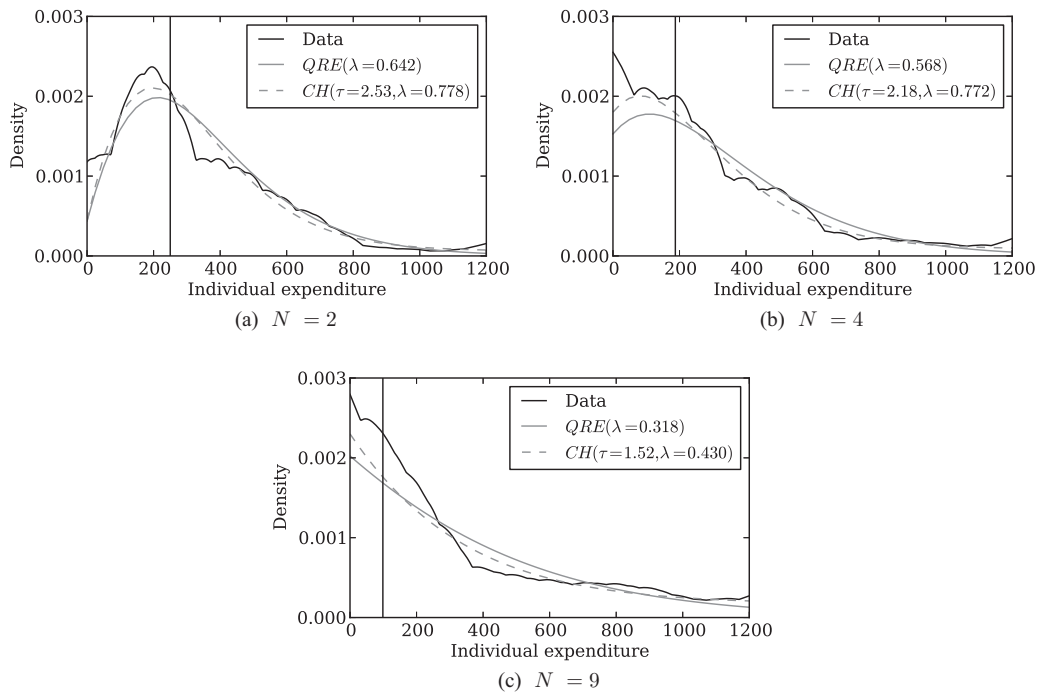 0.003
0.002
0.001
0.000
Density
Data
QRE(λ=0.642)
CH(τ=2.53,λ=0.778)
0 200 400 600 800 1000 1200
Individual expenditure
(a) N = 2
0.003
0.002
0.001
0.000
Density
Data
QRE(λ=0.568)
CH(τ=2.18,λ=0.772)
0 200 400 600 800 1000 1200
Individual expenditure
(b) N = 4
0.003
0.002
0.001
0.000
Density
Data
QRE(λ=0.318)
CH(τ=1.52,λ=0.430)
0 200 400 600 800 1000 1200
Individual expenditure
(c) N = 9